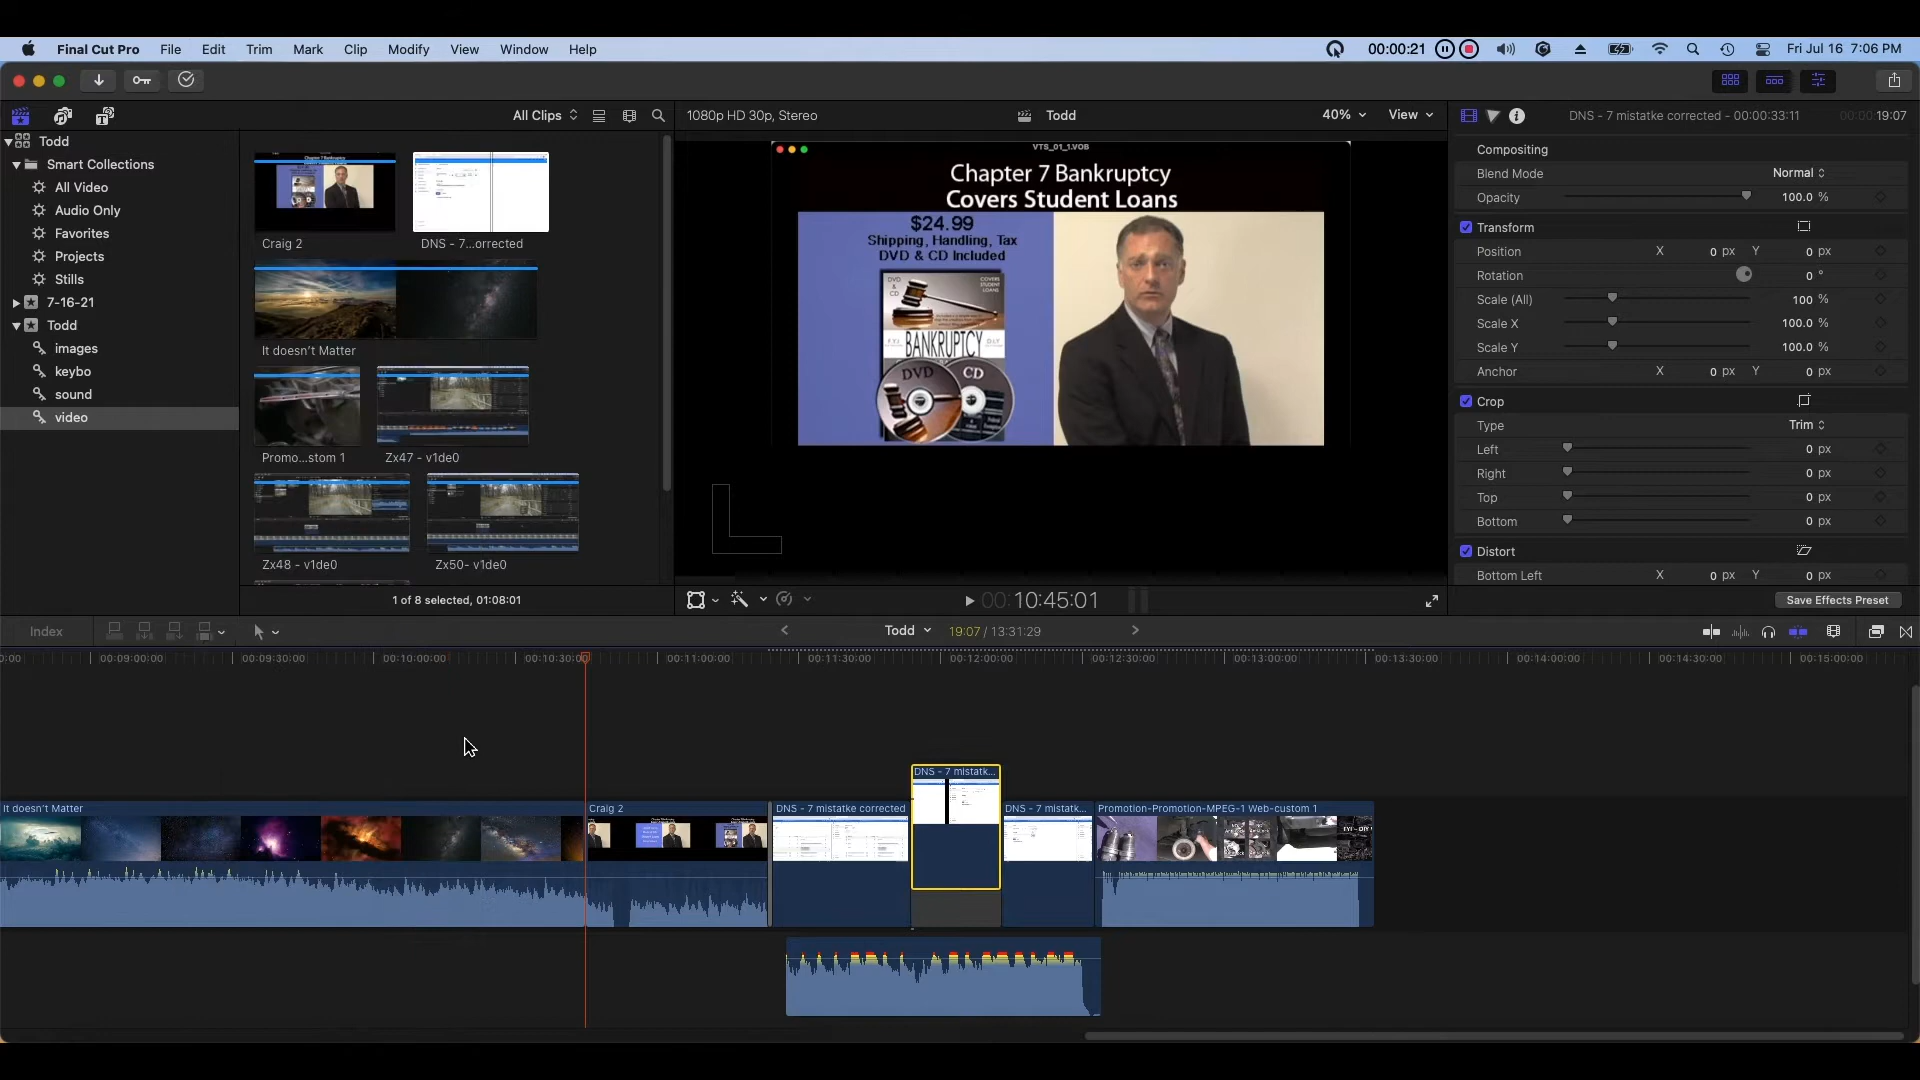 Final Cut Pro File Edit Trim Mark Clip Modify View Window Help 00:00:21 Fri Jul 16 7:06 PM
All Clips
1080p HD 30p, Stereo Todd 40% View
DNS - 7 mistatke corrected - 00:00:33:11 00:00:19:07
Todd
Smart Collections
All Video
Audio Only
Favorites
Projects
Stills
7-16-21
Todd
images
keybo
sound
video
Craig 2
DNS - 7...orrected
It doesn't Matter
Promo...stom 1
Zx47 - v1de0
Zx48 - v1de0
Zx50- v1de0
1 of 8 selected, 01:08:01
VTS_01_1.VOB
Chapter 7 Bankruptcy
Covers Student Loans
$24.99
Shipping, Handling, Tax
DVD & CD Included
DVD
&
CD
COVERS
STUDENT
LOANS
BANKRUPTCY
DVD CD
00:10:45:01
Compositing
Blend Mode Normal
Opacity 100.0 %
Transform
Position X 0 px Y 0 px
Rotation 0 °
Scale (All) 100 %
Scale X 100.0 %
Scale Y 100.0 %
Anchor X 0 px Y 0 px
Crop
Type Trim
Left 0 px
Right 0 px
Top 0 px
Bottom 0 px
Distort
Bottom Left X 0 px Y 0 px
Save Effects Preset
Index
Todd 19:07 / 13:31:29
0:00 00:09:00:00 00:09:30:00 00:10:00:00 00:10:30:00 00:11:00:00 00:11:30:00 00:12:00:00 00:12:30:00 00:13:00:00 00:13:30:00 00:14:00:00 00:14:30:00 00:15:00:00
DNS - 7 mistatk...
It doesn't Matter
Craig 2
DNS - 7 mistatke corrected
DNS - 7 mistatk...
Promotion-Promotion-MPEG-1 Web-custom 1